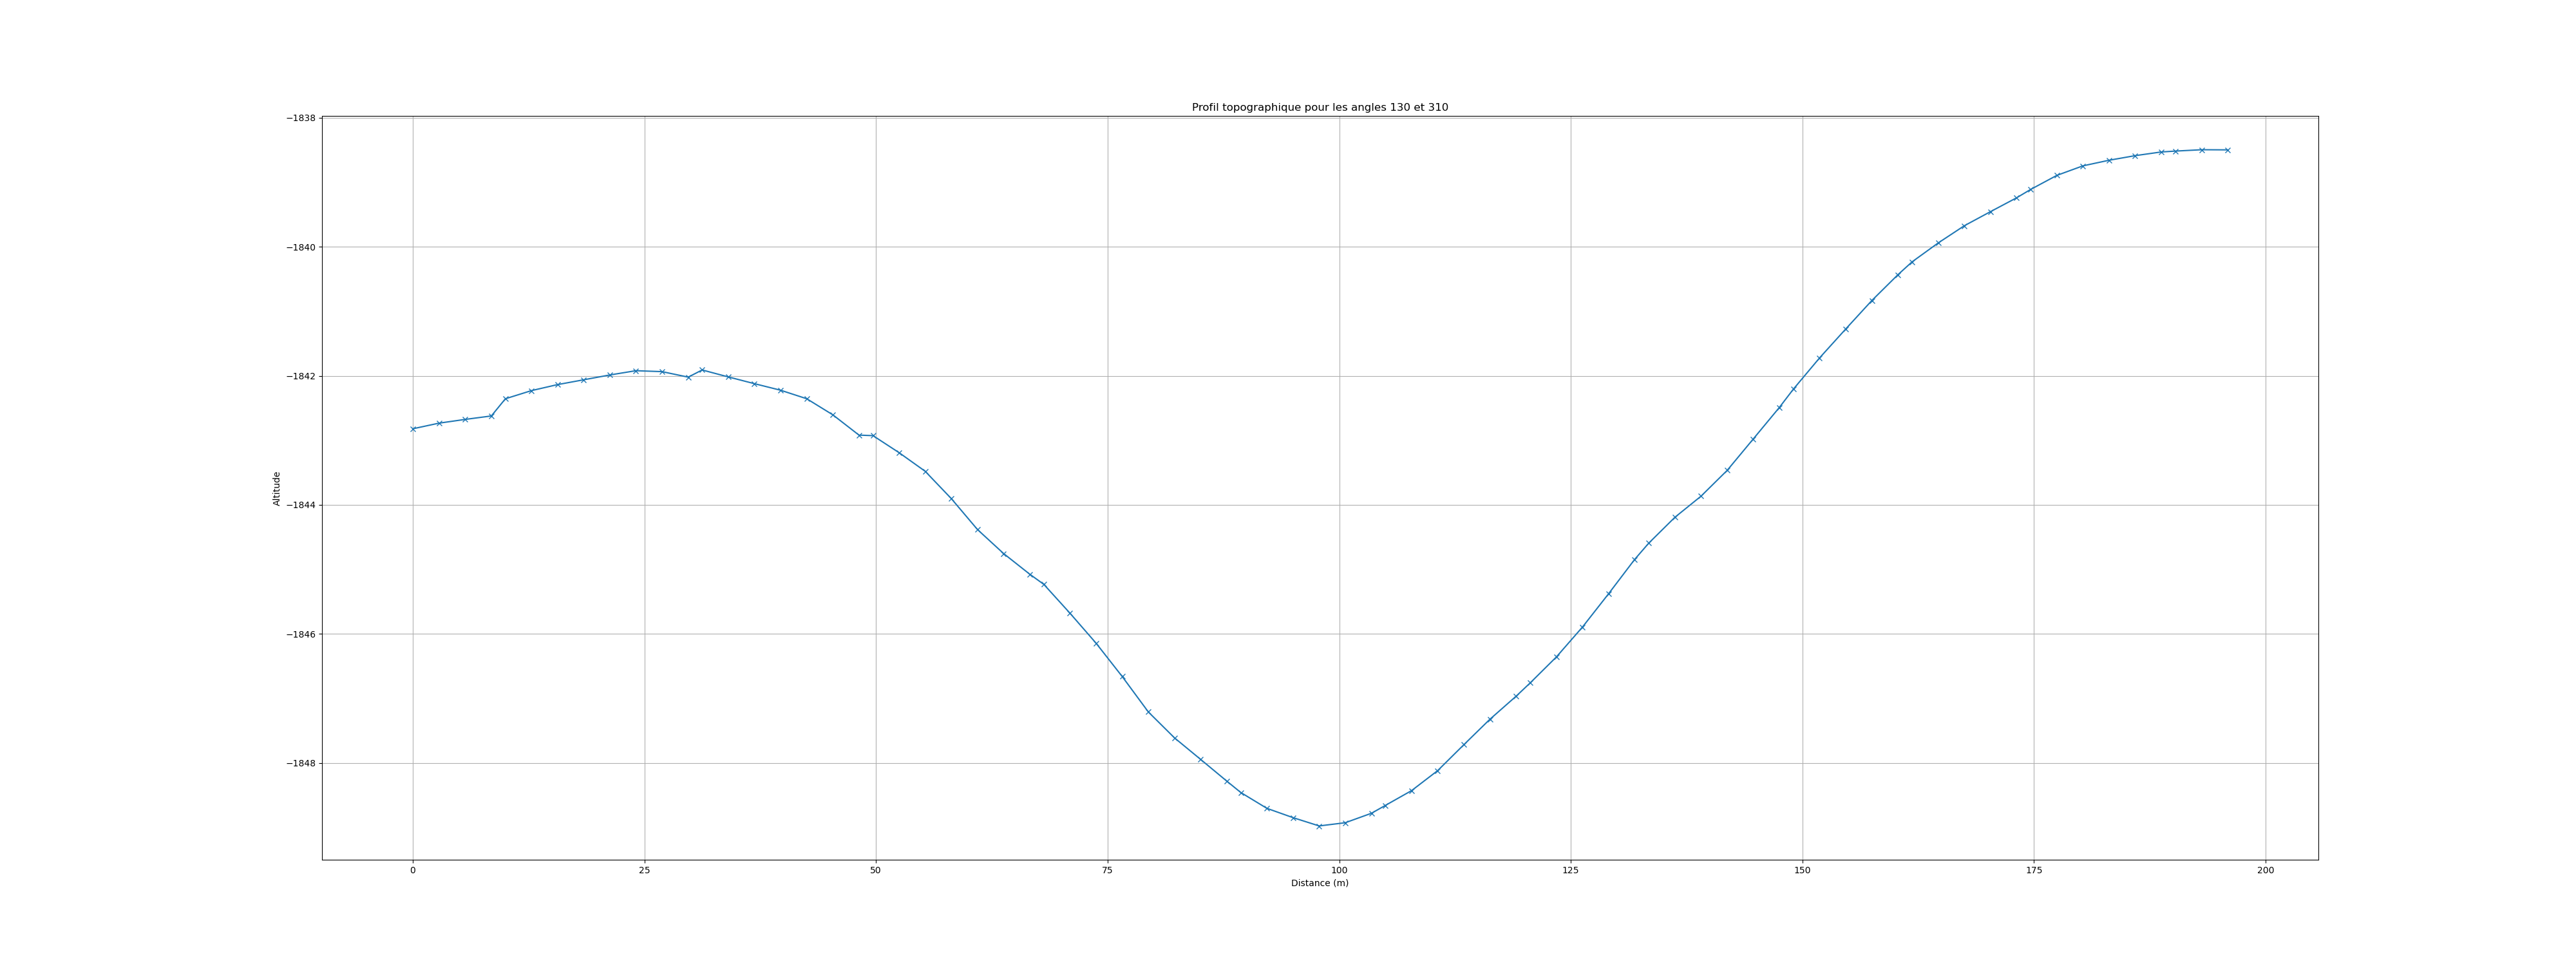 Profil topographique pour les angles 130 et 310
−1838
−1840
−1842
−1844
−1846
−1848
Altitude
0 25 50 75 100 125 150 175 200
Distance (m)